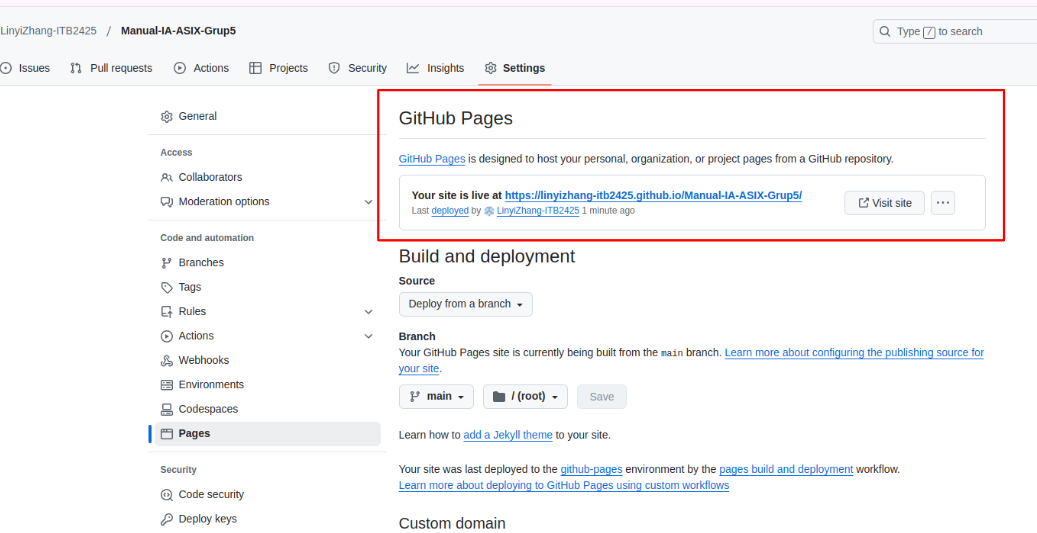 LinyiZhang-ITB2425 / Manual-IA-ASIX-Grup5
Type / to search
Issues Pull requests Actions Projects Security Insights Settings
General
Access
Collaborators
Moderation options
Code and automation
Branches
Tags
Rules
Actions
Webhooks
Environments
Codespaces
Pages
Security
Code security
Deploy keys
GitHub Pages
GitHub Pages is designed to host your personal, organization, or project pages from a GitHub repository.
Your site is live at https://linyizhang-itb2425.github.io/Manual-IA-ASIX-Grup5/
Last deployed by LinyiZhang-ITB2425 1 minute ago
Visit site
Build and deployment
Source
Deploy from a branch
Branch
Your GitHub Pages site is currently being built from the main branch. Learn more about configuring the publishing source for
your site.
main / (root) Save
Learn how to add a Jekyll theme to your site.
Your site was last deployed to the github-pages environment by the pages build and deployment workflow.
Learn more about deploying to GitHub Pages using custom workflows
Custom domain